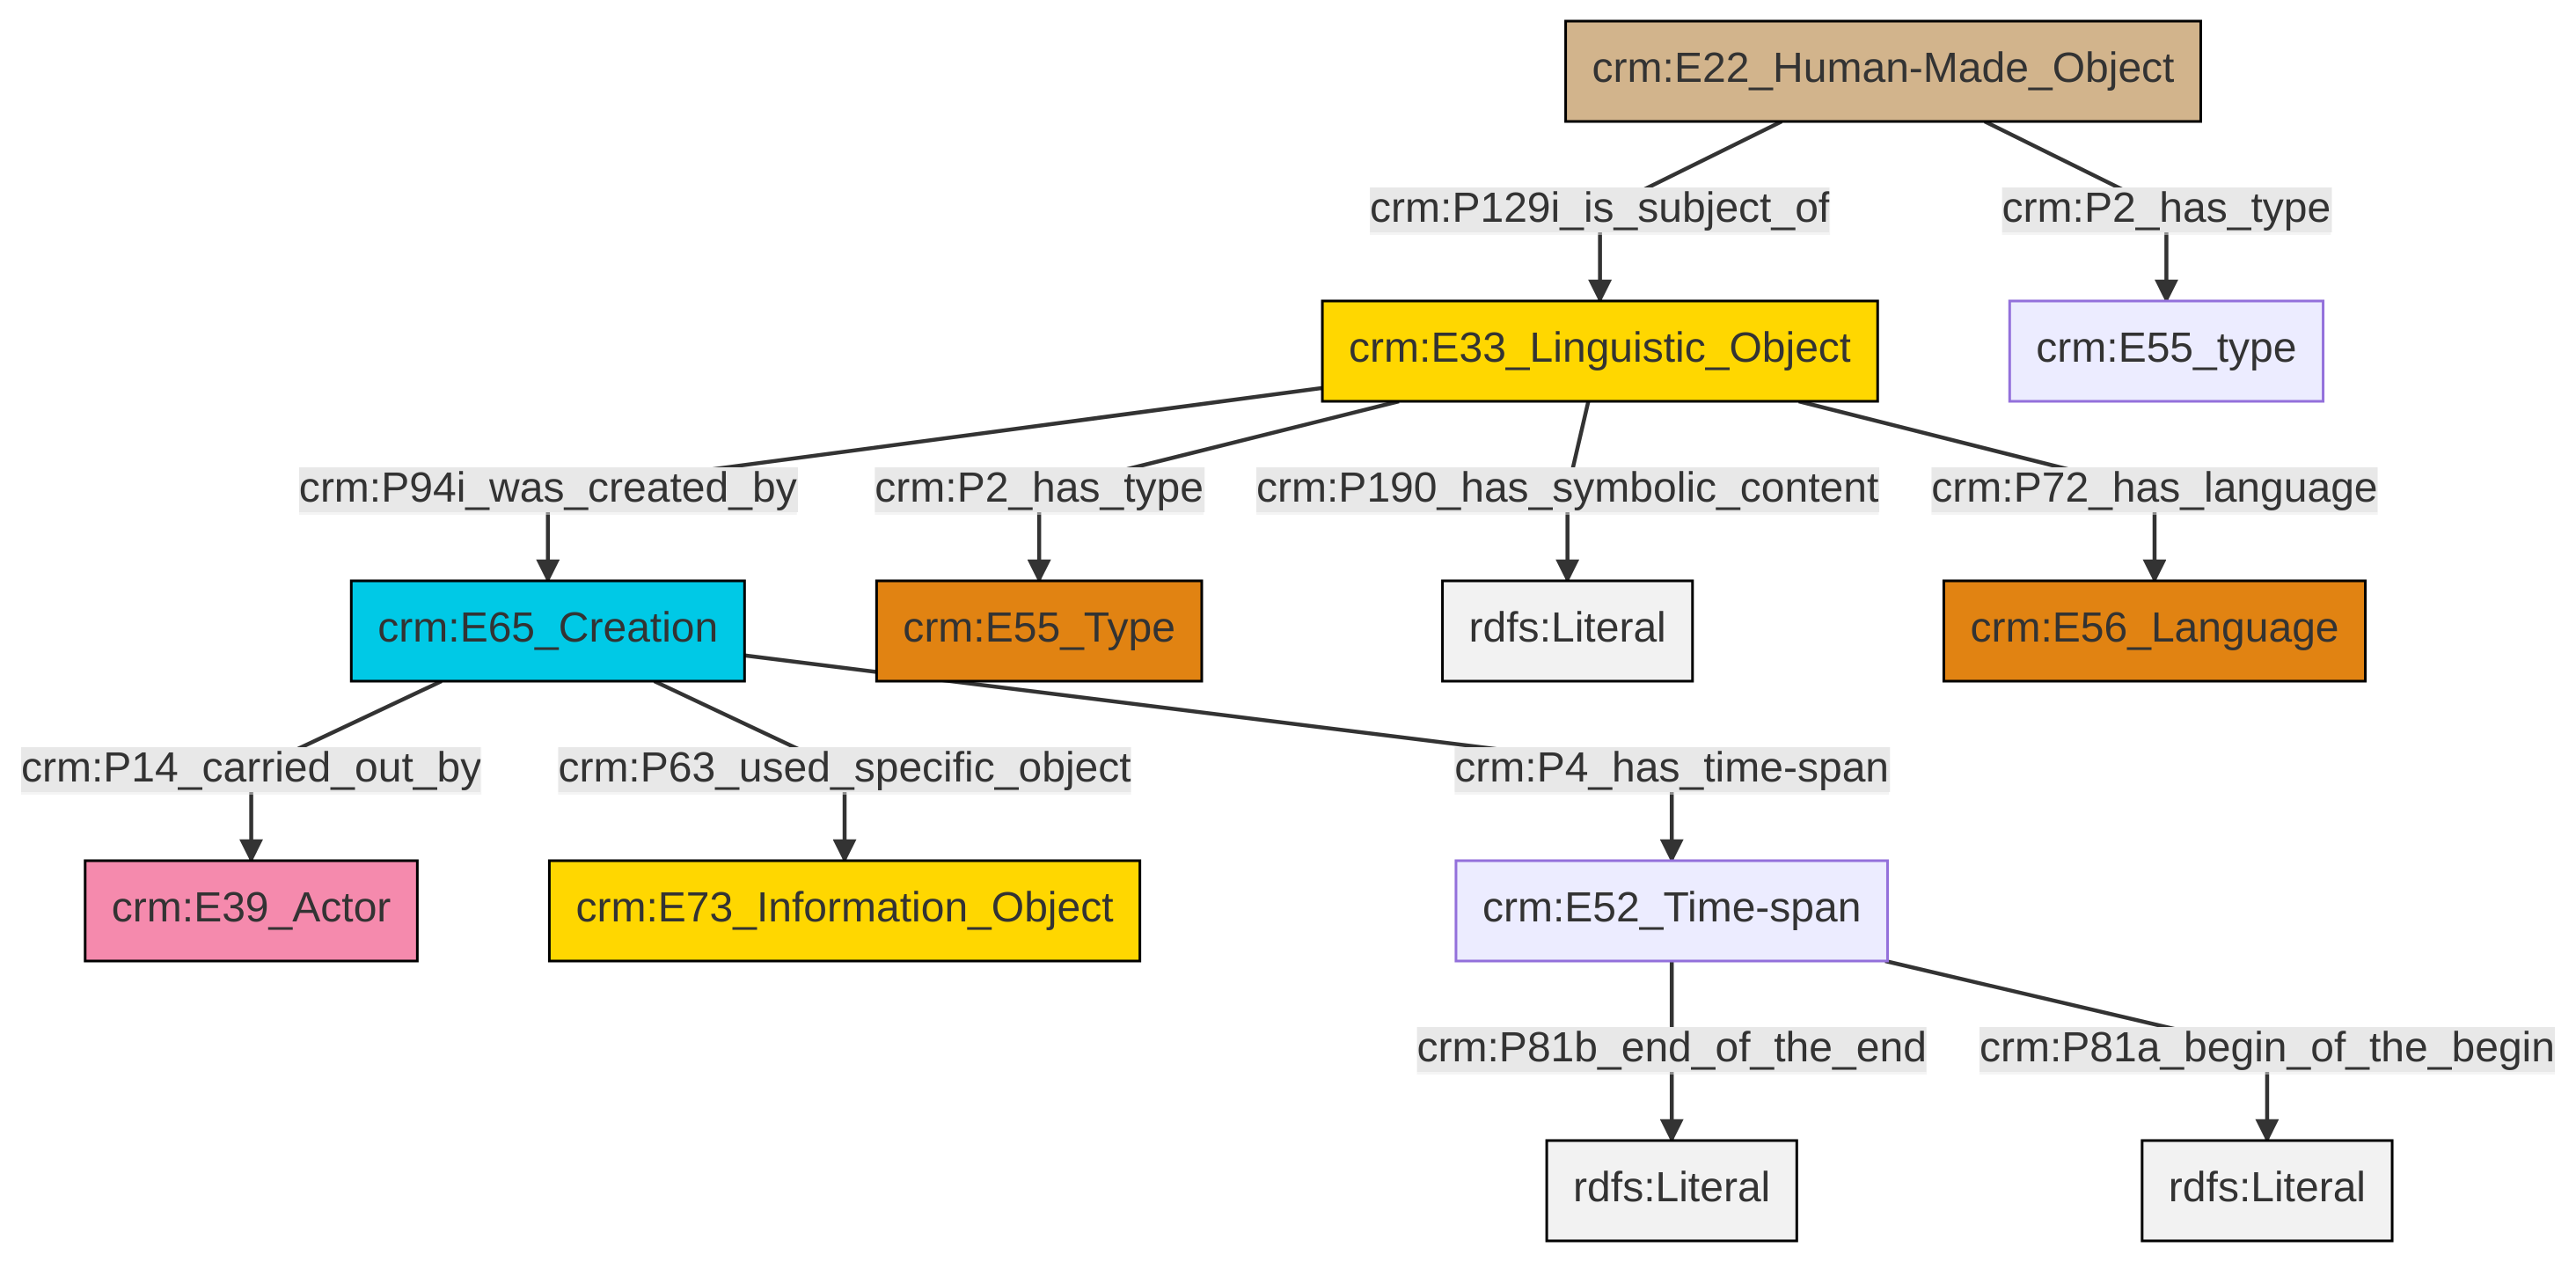 crm:E22_Human-Made_Object
crm:P129i_is_subject_of
crm:P2_has_type
crm:E33_Linguistic_Object
crm:E55_type
crm:P94i_was_created_by
crm:P2_has_type
crm:P190_has_symbolic_content
crm:P72_has_language
crm:E65_Creation
crm:E55_Type
rdfs:Literal
crm:E56_Language
crm:P14_carried_out_by
crm:P63_used_specific_object
crm:P4_has_time-span
crm:E39_Actor
crm:E73_Information_Object
crm:E52_Time-span
crm:P81b_end_of_the_end
crm:P81a_begin_of_the_begin
rdfs:Literal
rdfs:Literal